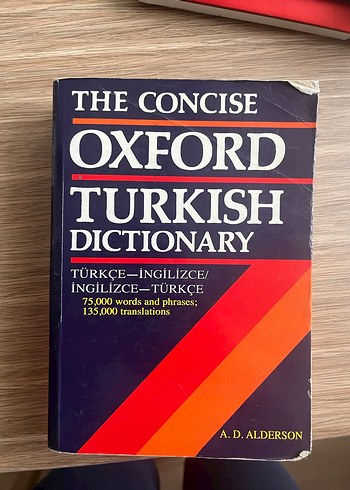 THE CONCISE
OXFORD
TURKISH
DICTIONARY
TÜRKÇE—İNGİLİZCE/
İNGİLİZCE—TÜRKÇE
75,000 words and phrases;
135,000 translations
A. D. ALDERSON